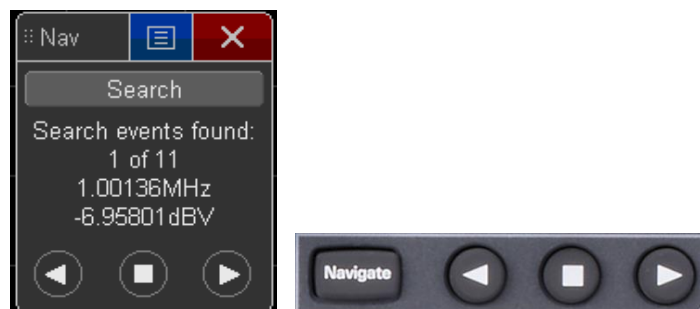 Nav
Search
Search events found:
1 of 11
1.00136MHz
-6.95801dBV
Navigate